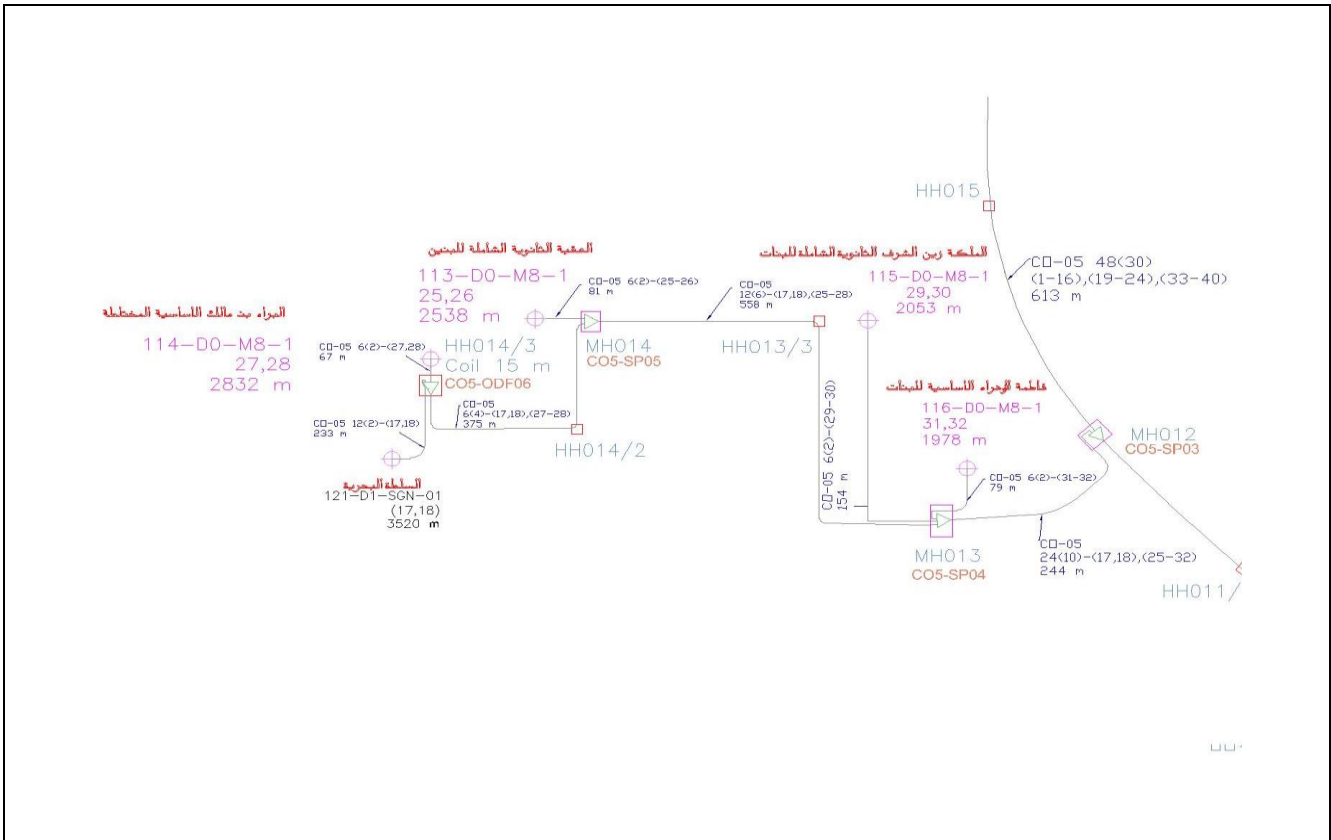 HH015
العقبة الثانوية الشاملة للبنين
113-D0-M8-1
25,26
2538 m
CO-05 6(2)-(25-26)
81 m
CO-05
12(6)-(17,18),(25-28)
558 m
الملكة زين الشرف الثانوية الشاملة للبنات
115-D0-M8-1
29,30
2053 m
CO-05 48(30)
(1-16),(19-24),(33-40)
613 m
البراء بن مالك الاساسية المختلطة
114-D0-M8-1
27,28
2832 m
CO-05 6(2)-(27,28)
67 m
HH014/3
Coil 15 m
CO5-ODF06
MH014
CO5-SP05
HH013/3
فاطمة الزهراء الاساسية للبنات
116-D0-M8-1
31,32
1978 m
CO-05 12(2)-(17,18)
233 m
CO-05
6(4)-(17,18),(27-28)
375 m
HH014/2
CO-05 6(2)-(29-30)
154 m
MH012
CO5-SP03
CO-05 6(2)-(31-32)
79 m
السلطة البحرية
121-D1-SGN-01
(17,18)
3520 m
MH013
CO5-SP04
CO-05
24(10)-(17,18),(25-32)
244 m
HH011/